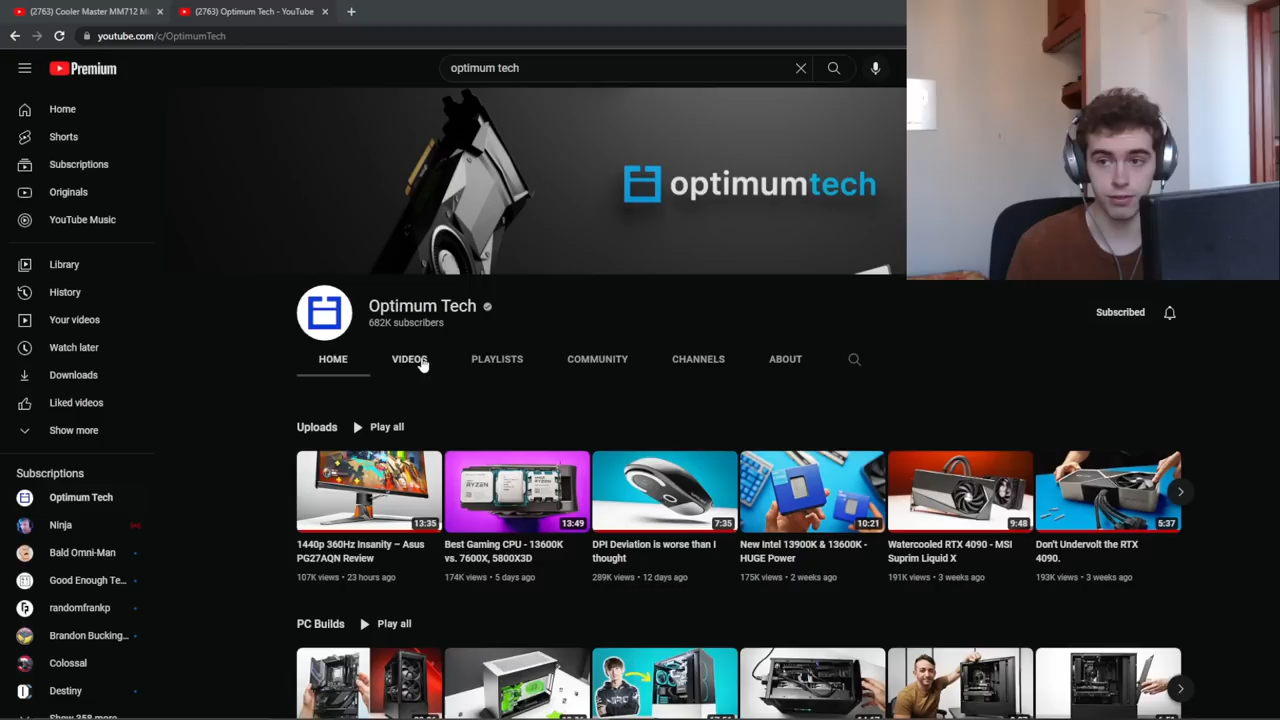 (2763) Cooler Master MM712 M
(2763) Optimum Tech - YouTube
youtube.com/c/OptimumTech
Premium
optimum tech
Home
Shorts
Subscriptions
Originals
YouTube Music
Library
History
Your videos
Watch later
Downloads
Liked videos
Show more
Subscriptions
Optimum Tech
Ninja
Bald Omni-Man
Good Enough Te...
randomfrankp
Brandon Bucking...
Colossal
Destiny
Show 358 more
optimumtech
Optimum Tech
682K subscribers
Subscribed
HOME VIDEOS PLAYLISTS COMMUNITY CHANNELS ABOUT
Uploads Play all
13:35 13:49 7:35 10:21 9:48 5:37
1440p 360Hz Insanity – Asus
PG27AQN Review
107K views • 23 hours ago
Best Gaming CPU - 13600K
vs. 7600X, 5800X3D
174K views • 5 days ago
DPI Deviation is worse than I
thought
289K views • 12 days ago
New Intel 13900K & 13600K -
HUGE Power
175K views • 2 weeks ago
Watercooled RTX 4090 - MSI
Suprim Liquid X
191K views • 3 weeks ago
Don't Undervolt the RTX
4090.
193K views • 3 weeks ago
PC Builds Play all